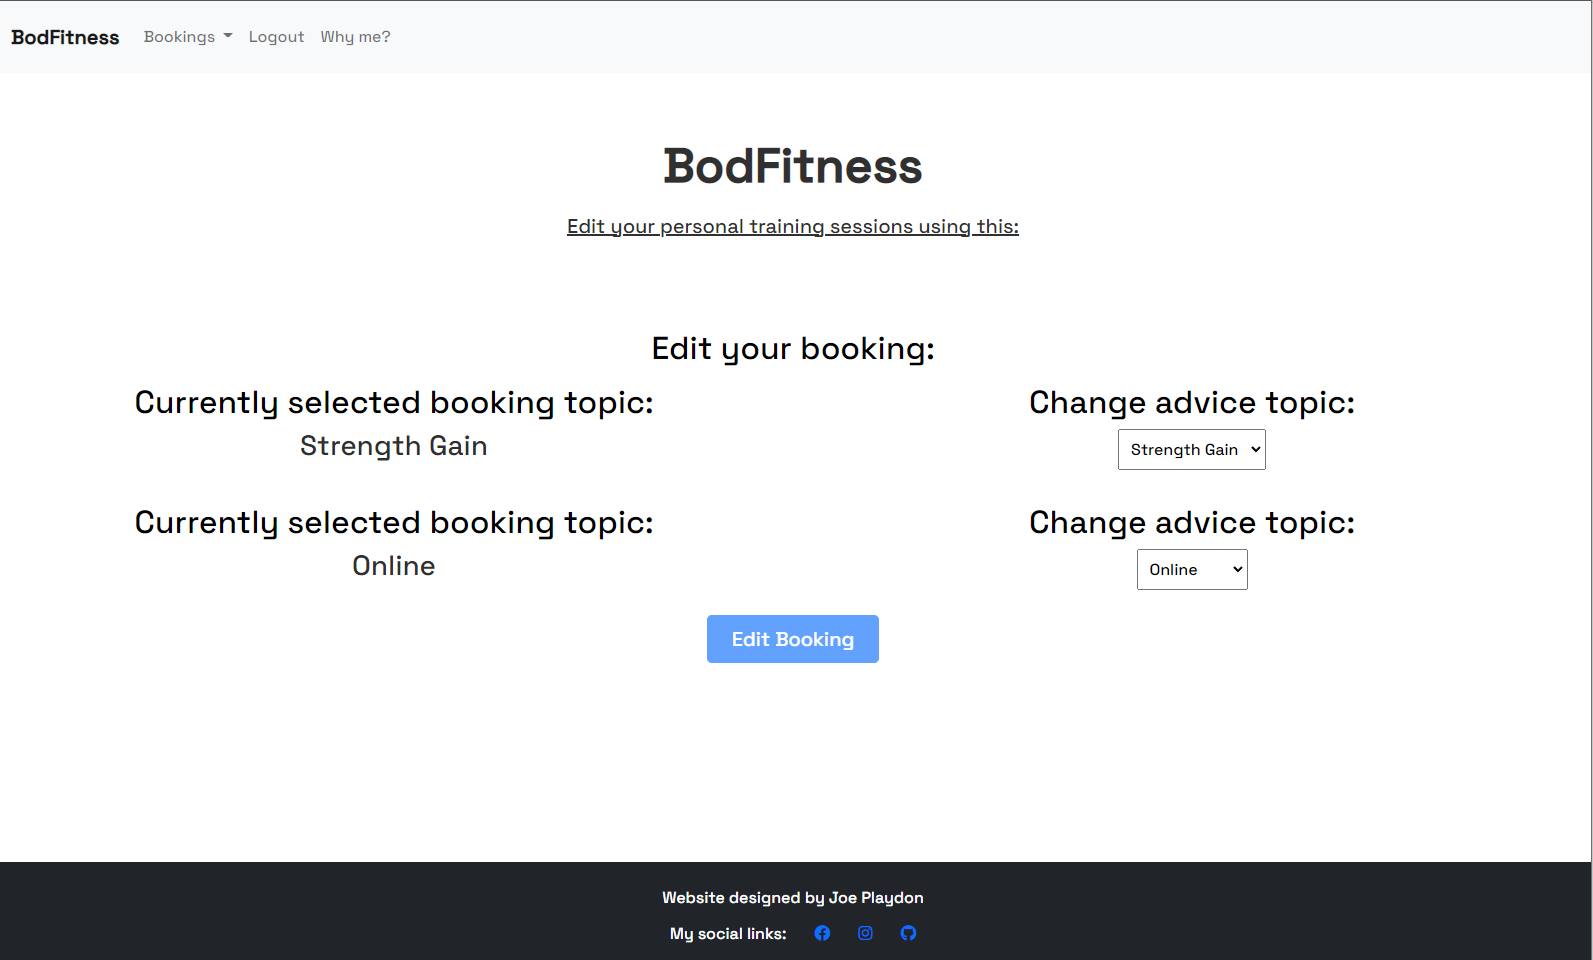 BodFitness Bookings Logout Why me?
BodFitness
Edit your personal training sessions using this:
Edit your booking:
Currently selected booking topic:
Strength Gain
Change advice topic:
Strength Gain
Currently selected booking topic:
Online
Change advice topic:
Online
Edit Booking
Website designed by Joe Playdon
My social links: